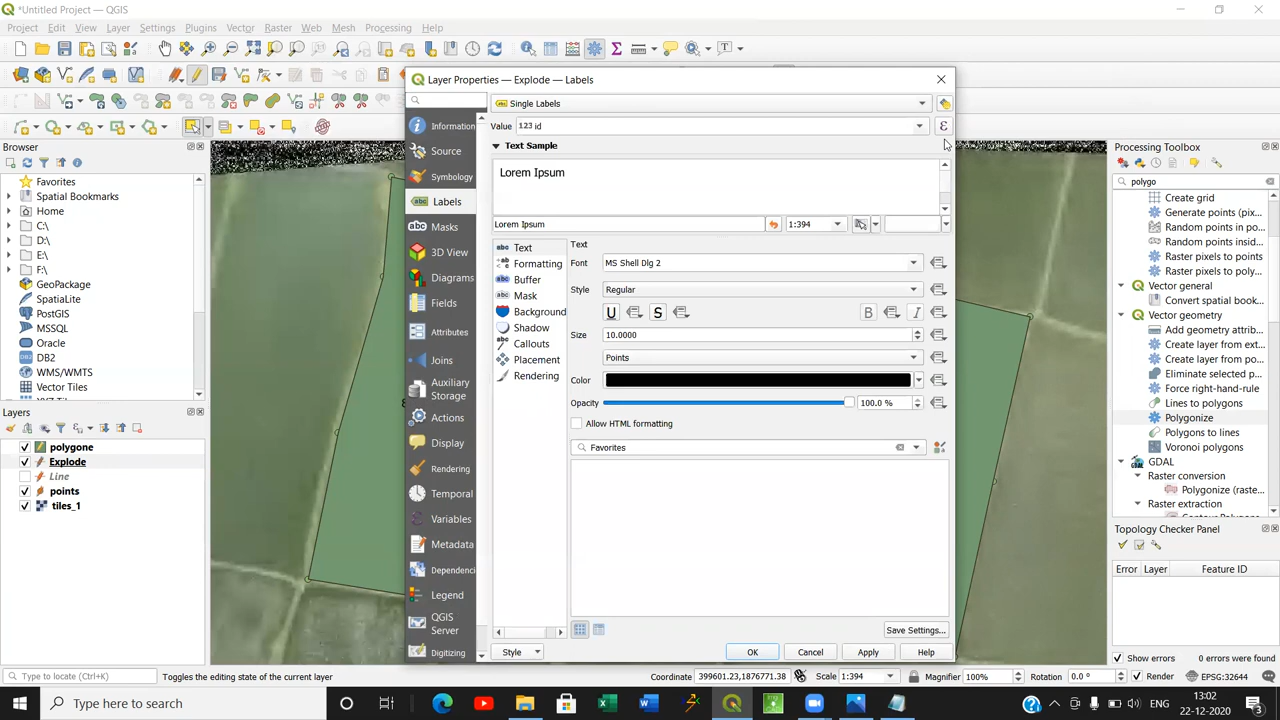 *Untitled Project — QGIS
Project Edit View Layer Settings Plugins Vector Raster Web Mesh Processing Help
Layer Properties — Explode — Labels
Single Labels
Value 123 id
Text Sample
Lorem Ipsum
Lorem Ipsum
1:394
Information
Source
Symbology
Labels
Masks
3D View
Diagrams
Fields
Attributes
Joins
Auxiliary Storage
Actions
Display
Rendering
Temporal
Variables
Metadata
Dependenci
Legend
QGIS Server
Digitizing
Text
Formatting
Buffer
Mask
Background
Shadow
Callouts
Placement
Rendering
Text
Font MS Shell Dlg 2
Style Regular
U S B I
Size 10.0000
Points
Color
Opacity 100.0 %
Allow HTML formatting
Favorites
Save Settings...
Style OK Cancel Apply Help
Browser
Favorites
Spatial Bookmarks
Home
C:\
D:\
E:\
F:\
GeoPackage
SpatiaLite
PostGIS
MSSQL
Oracle
DB2
WMS/WMTS
Vector Tiles
Layers
polygone
Explode
Line
points
tiles_1
Processing Toolbox
polygo
Create grid
Generate points (pix...
Random points in po
Random points insid...
Raster pixels to points
Raster pixels to poly...
Vector general
Convert spatial book...
Vector geometry
Add geometry attrib...
Create layer from ext...
Create layer from po...
Eliminate selected p...
Force right-hand-rule
Lines to polygons
Polygonize
Polygons to lines
Voronoi polygons
GDAL
Raster conversion
Polygonize (raste...
Raster extraction
Topology Checker Panel
Error Layer Feature ID
Show errors 0 errors were found
Type to locate (Ctrl+K) Toggles the editing state of the current layer Coordinate 399601.23,1876771.38 Scale 1:394 Magnifier 100% Rotation 0.0 ° Render EPSG:32644
Type here to search
ENG
13:02
22-12-2020